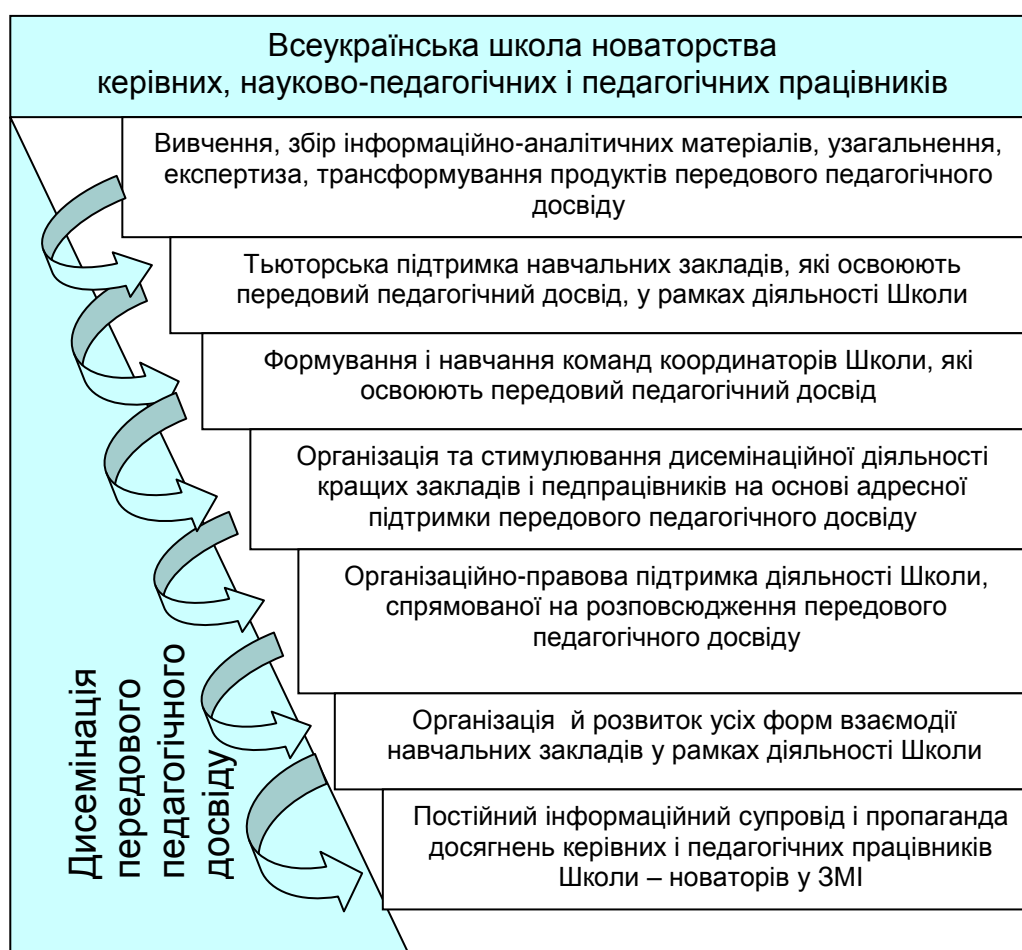 Всеукраїнська школа новаторства
керівних, науково-педагогічних і педагогічних працівників
Вивчення, збір інформаційно-аналітичних матеріалів, узагальнення,
експертиза, трансформування продуктів передового педагогічного
досвіду
Тьюторська підтримка навчальних закладів, які освоюють
передовий педагогічний досвід, у рамках діяльності Школи
Формування і навчання команд координаторів Школи, які
освоюють передовий педагогічний досвід
Організація та стимулювання дисемінаційної діяльності
кращих закладів і педпрацівників на основі адресної
підтримки передового педагогічного досвіду
Організаційно-правова підтримка діяльності Школи,
спрямованої на розповсюдження передового
педагогічного досвіду
Організація  й розвиток усіх форм взаємодії
навчальних закладів у рамках діяльності Школи
Постійний інформаційний супровід і пропаганда
досягнень керівних і педагогічних працівників
Школи – новаторів у ЗМІ
Дисемінація
передового
педагогічного
досвіду